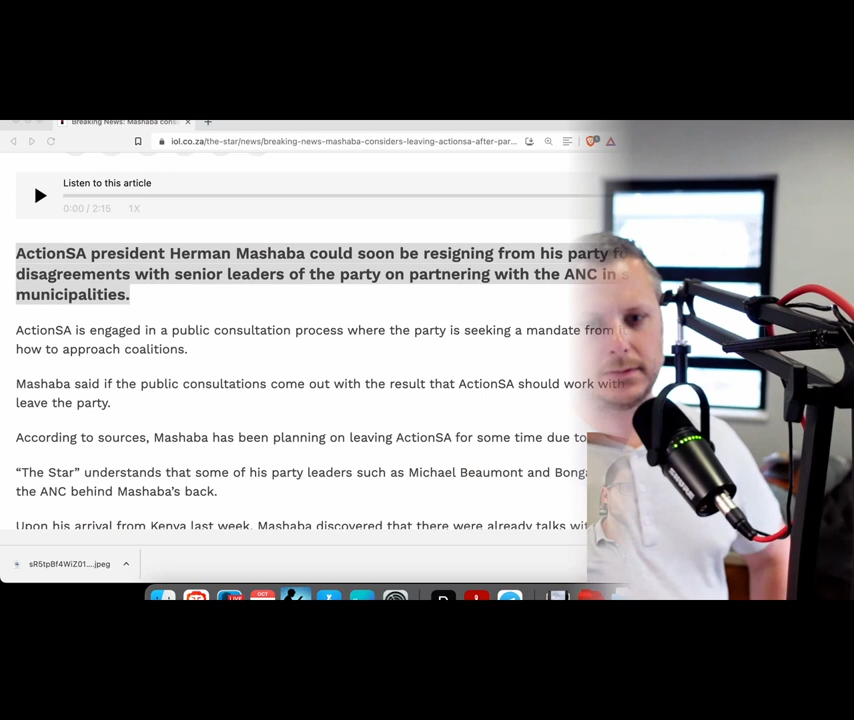 Breaking News: Mashaba cons
iol.co.za/the-star/news/breaking-news-mashaba-considers-leaving-actionsa-after-par...
Listen to this article
0:00 / 2:15 1X
ActionSA president Herman Mashaba could soon be resigning from his party
disagreements with senior leaders of the party on partnering with the ANC in
municipalities.
ActionSA is engaged in a public consultation process where the party is seeking a mandate from
how to approach coalitions.
Mashaba said if the public consultations come out with the result that ActionSA should work with
leave the party.
According to sources, Mashaba has been planning on leaving ActionSA for some time due to
“The Star” understands that some of his party leaders such as Michael Beaumont and
the ANC behind Mashaba’s back.
Upon his arrival from Kenya last week, Mashaba discovered that there were already talks
sR5tpBf4WiZ01....jpeg
LIVE
OCT
SHURE